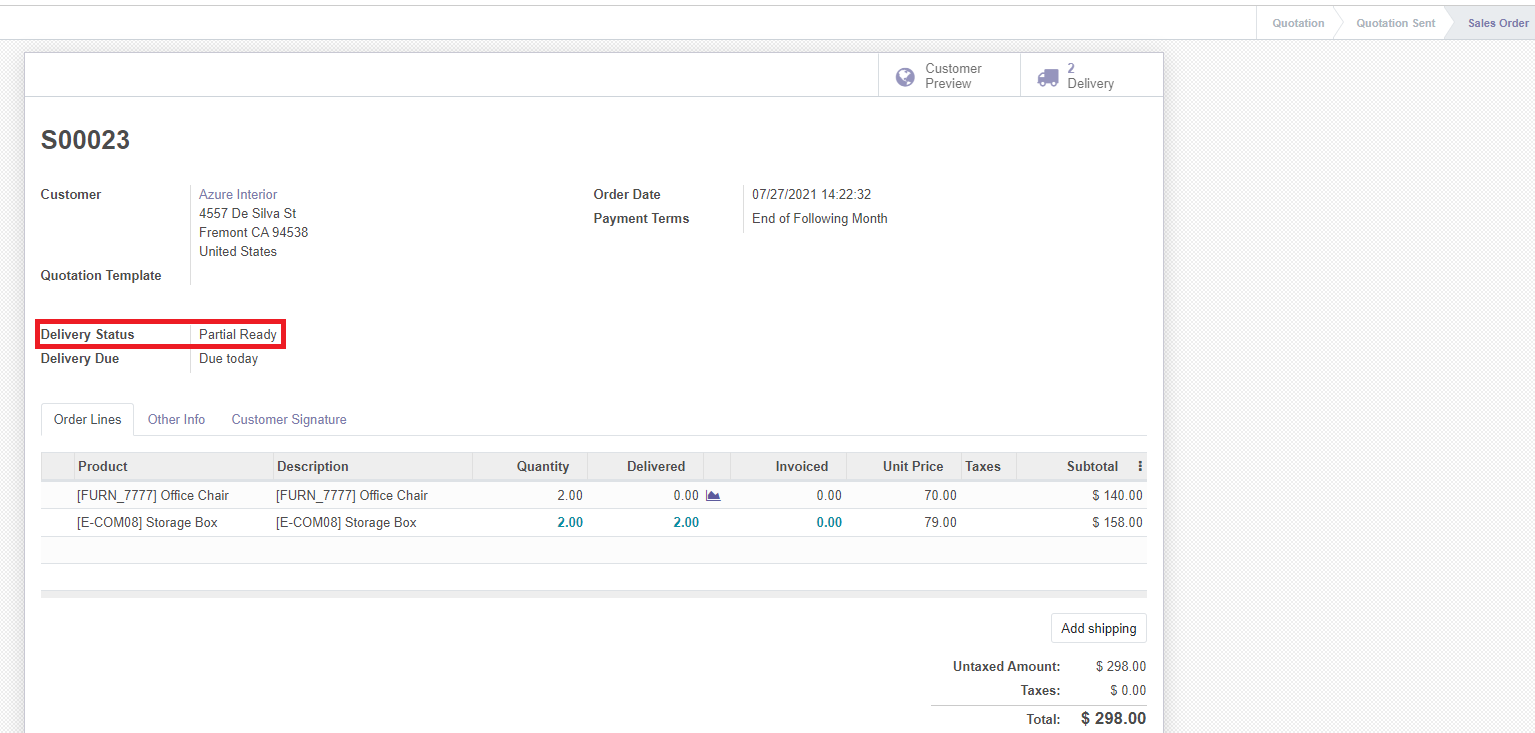 Quotation
Quotation Sent
Sales Order
Customer
Preview
2
Delivery
S00023
Customer
Azure Interior
4557 De Silva St
Fremont CA 94538
United States
Quotation Template
Order Date 07/27/2021 14:22:32
Payment Terms End of Following Month
Delivery Status Partial Ready
Delivery Due Due today
Order Lines Other Info Customer Signature
Product Description Quantity Delivered Invoiced Unit Price Taxes Subtotal
[FURN_7777] Office Chair [FURN_7777] Office Chair 2.00 0.00 0.00 70.00 $ 140.00
[E-COM08] Storage Box [E-COM08] Storage Box 2.00 2.00 0.00 79.00 $ 158.00
Add shipping
Untaxed Amount: $ 298.00
Taxes: $ 0.00
Total: $ 298.00